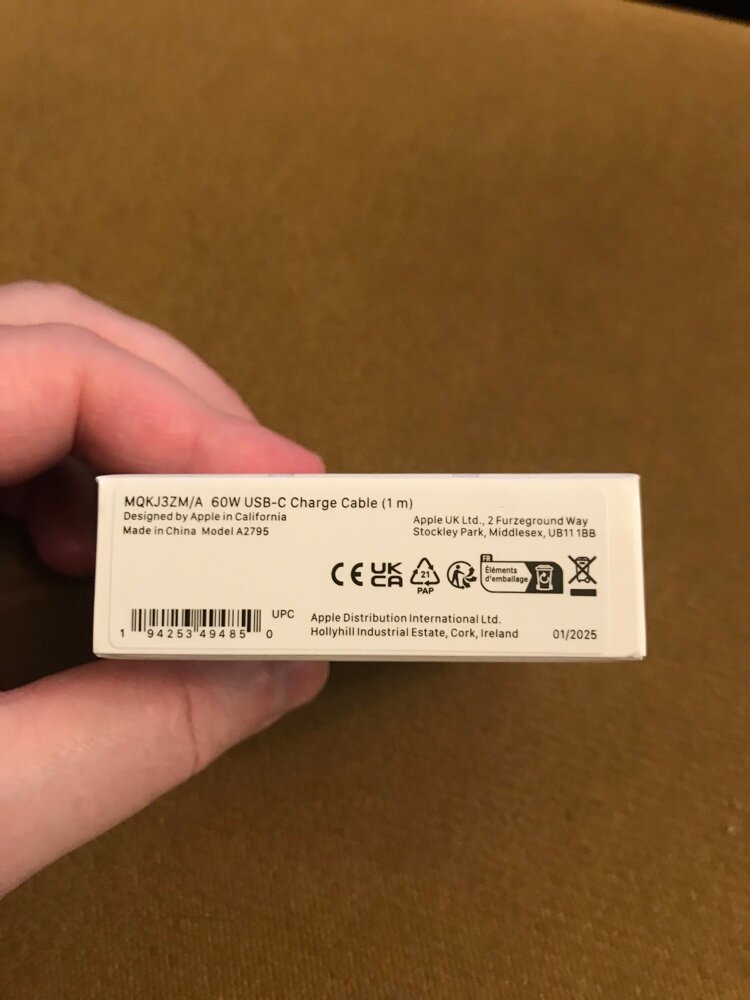 MQKJ3ZM/A 60W USB-C Charge Cable (1 m)
Designed by Apple in California
Made in China Model A2795
Apple UK Ltd., 2 Furzeground Way
Stockley Park, Middlesex, UB11 1BB
CE UK CA
21
PAP
FR
Éléments
d'emballage
UPC
1 94253 49485 0
Apple Distribution International Ltd.
Hollyhill Industrial Estate, Cork, Ireland
01/2025